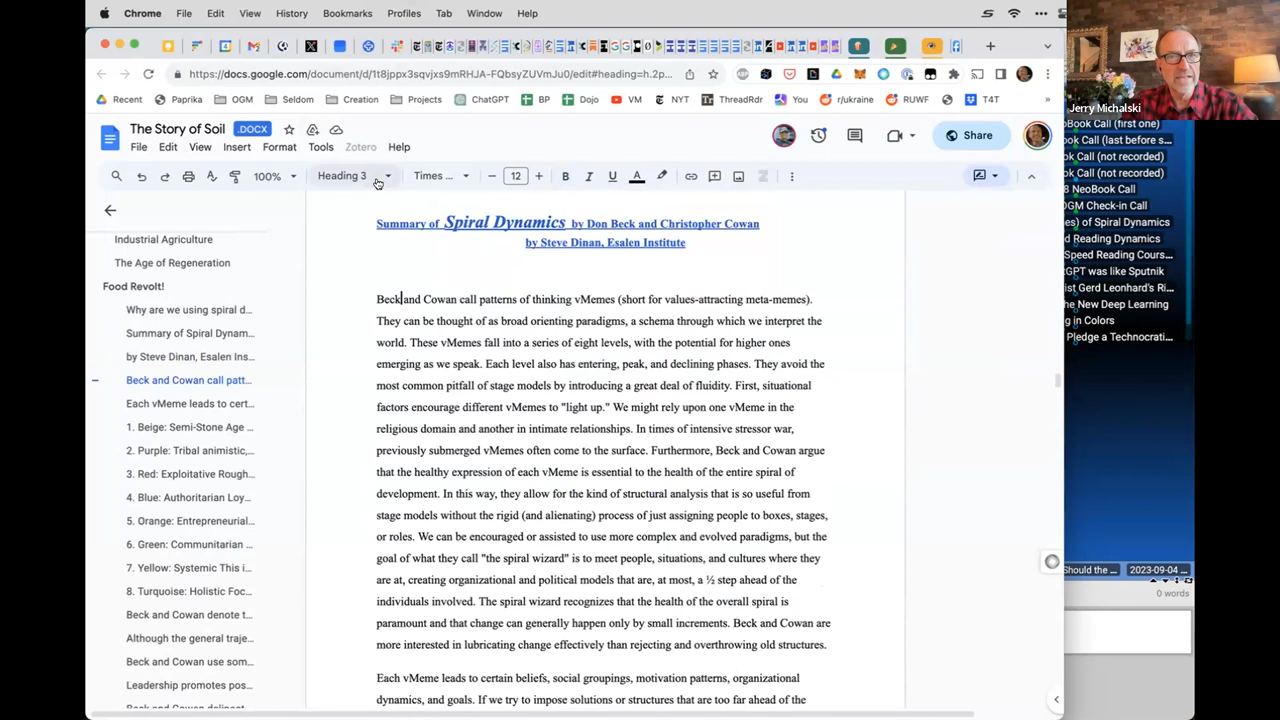 Chrome File Edit View History Bookmarks Profiles Tab Window Help
https://docs.google.com/document/d/1t8jppx3sqvjxs9mRHJA-FQbsyZUVmJu0/edit#heading=h.2p...
Recent Paprika OGM Seldom Creation Projects ChatGPT BP Dojo VM NYT ThreadRdr You r/ukraine RUWF T4T
Jerry Michalski
The Story of Soil .DOCX
File Edit View Insert Format Tools Zotero Help
Share
100% Heading 3 Times ... 12 B I U A
Industrial Agriculture
The Age of Regeneration
Food Revolt!
Why are we using spiral d...
Summary of Spiral Dynam...
by Steve Dinan, Esalen Ins...
Beck and Cowan call patt...
Each vMeme leads to cert...
1. Beige: Semi-Stone Age ...
2. Purple: Tribal animistic,...
3. Red: Exploitative Rough...
4. Blue: Authoritarian Loy...
5. Orange: Entrepreneurial...
6. Green: Communitarian ...
7. Yellow: Systemic This i...
8. Turquoise: Holistic Foc...
Beck and Cowan denote t...
Although the general traje...
Beck and Cowan use som...
Leadership promotes pos...
Summary of Spiral Dynamics by Don Beck and Christopher Cowan
by Steve Dinan, Esalen Institute
Beck and Cowan call patterns of thinking vMemes (short for values-attracting meta-memes).
They can be thought of as broad orienting paradigms, a schema through which we interpret the
world. These vMemes fall into a series of eight levels, with the potential for higher ones
emerging as we speak. Each level also has entering, peak, and declining phases. They avoid the
most common pitfall of stage models by introducing a great deal of fluidity. First, situational
factors encourage different vMemes to "light up." We might rely upon one vMeme in the
religious domain and another in intimate relationships. In times of intensive stressor war,
previously submerged vMemes often come to the surface. Furthermore, Beck and Cowan argue
that the healthy expression of each vMeme is essential to the health of the entire spiral of
development. In this way, they allow for the kind of structural analysis that is so useful from
stage models without the rigid (and alienating) process of just assigning people to boxes, stages,
or roles. We can be encouraged or assisted to use more complex and evolved paradigms, but the
goal of what they call "the spiral wizard" is to meet people, situations, and cultures where they
are at, creating organizational and political models that are, at most, a ½ step ahead of the
individuals involved. The spiral wizard recognizes that the health of the overall spiral is
paramount and that change can generally happen only by small increments. Beck and Cowan are
more interested in lubricating change effectively than rejecting and overthrowing old structures.
Each vMeme leads to certain beliefs, social groupings, motivation patterns, organizational
dynamics, and goals. If we try to impose solutions or structures that are too far ahead of the
oBook Call (first one)
ok Call (last before s...
ok Call (not recorded)
ok Call (not recorded)
8 NeoBook Call
OGM Check-in Call
es) of Spiral Dynamics
d Reading Dynamics
Speed Reading Cours...
GPT was like Sputnik
ist Gerd Leonhard's Ri...
The New Deep Learning
ng in Colors
Pledge a Technocrati...
Should the ... 2023-09-04 ...
0 words